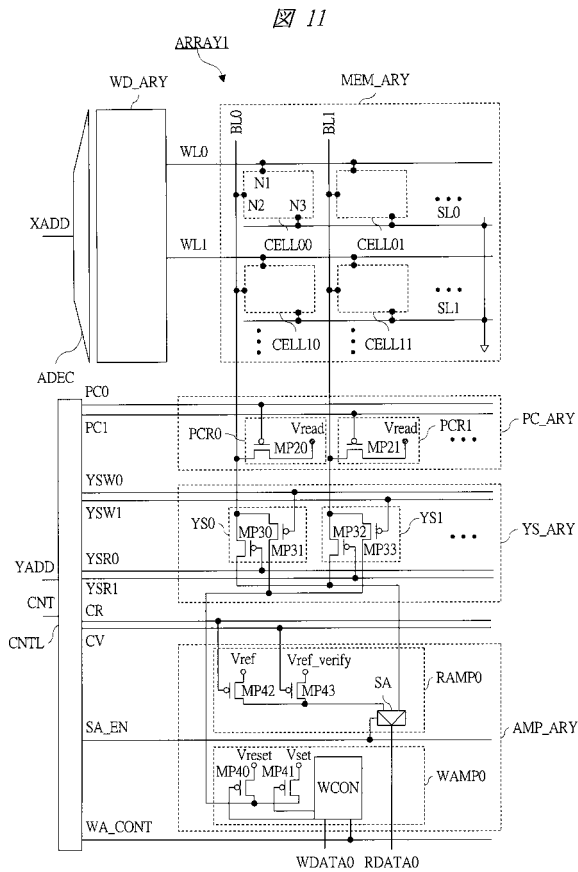 図 11
ARRAY1
WD_ARY
MEM_ARY
BL0
BL1
WL0
N1
N2
N3
SL0
XADD
CELL00
CELL01
WL1
SL1
CELL10
CELL11
ADEC
PC0
PC1
PCR0
Vread
MP20
Vread
MP21
PCR1
PC_ARY
YSW0
YSW1
YS0
MP30
MP31
MP32
MP33
YS1
YS_ARY
YSR0
YADD
YSR1
CNT
CR
CNTL
CV
Vref
Vref_verify
MP42
MP43
SA
RAMP0
SA_EN
AMP_ARY
Vreset
Vset
MP40
MP41
WCON
WAMP0
WA_CONT
WDATA0
RDATA0